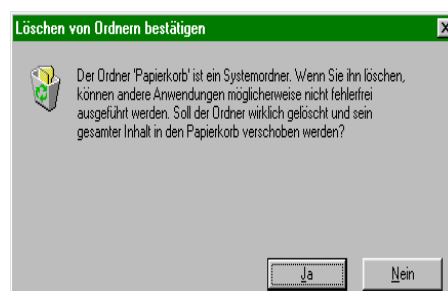 Löschen von Ordnern bestätigen
Der Ordner 'Papierkorb' ist ein Systemordner. Wenn Sie ihn löschen,
können andere Anwendungen möglicherweise nicht fehlerfrei
ausgeführt werden. Soll der Ordner wirklich gelöscht und sein
gesamter Inhalt in den Papierkorb verschoben werden?
Ja
Nein